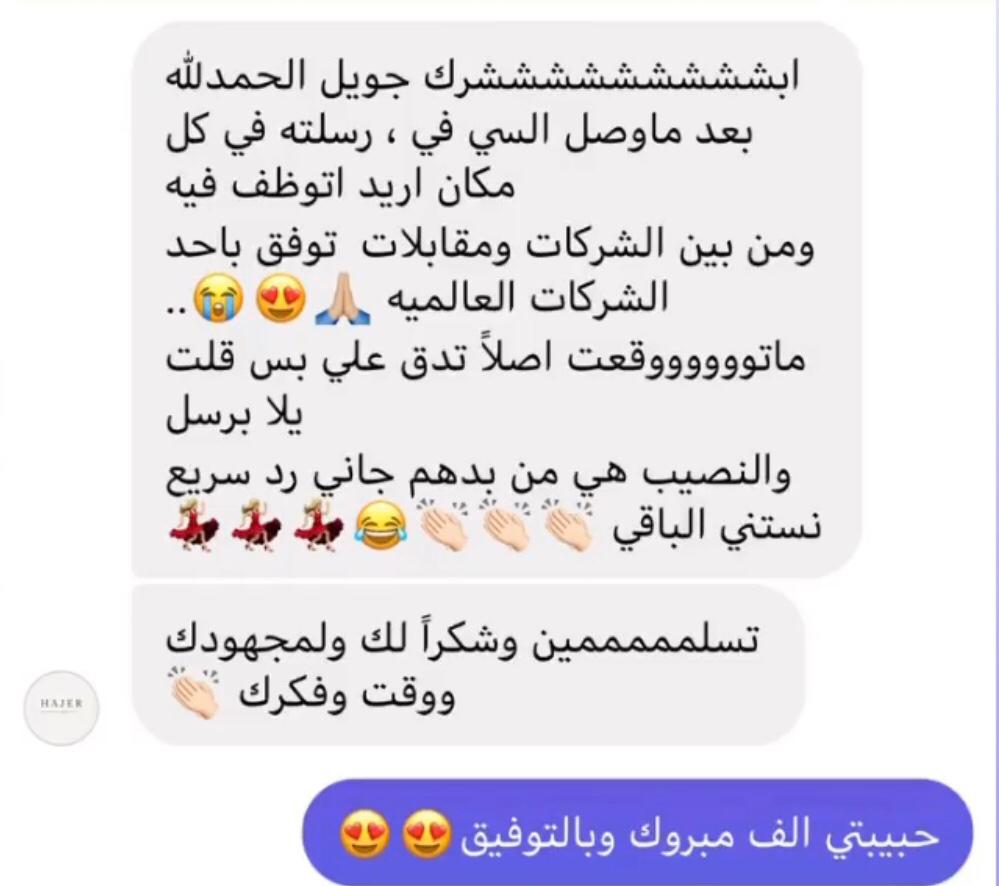 ابشششششششششرك جويل الحمدلله
بعد ماوصل السي في ، رسلته في كل
مكان اريد اتوظف فيه
ومن بين الشركات ومقابلات توفق باحد
الشركات العالميه 🙏🏼😍😭..
ماتووووووقعت اصلاً تدق علي بس قلت
يلا برسل
والنصيب هي من بدهم جاني رد سريع
نستني الباقي 👏🏻👏🏻👏🏻😂💃🏼💃🏼💃🏼
تسلمممممين وشكراً لك ولمجهودك
ووقت وفكرك 👏🏻
HAJER
حبيبتي الف مبروك وبالتوفيق 😍😍